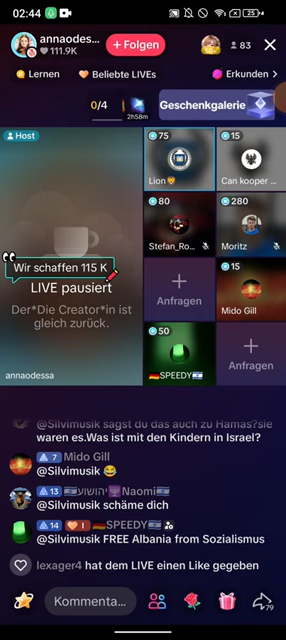 02:44
25
annaodes...
111.9K
+ Folgen
83
Lernen
Beliebte LIVEs
Erkunden >
0/4
2h58m
Geschenkgalerie
Host
75
Lion🦁
15
Can kooper ...
80
Stefan_Ro...
280
Moritz
Wir schaffen 115 K
LIVE pausiert
Der*Die Creator*in ist
gleich zurück.
annaodessa
+
Anfragen
15
Mido Gill
50
🇩🇪SPEEDY🇮🇱
+
Anfragen
@Silvimusik sagst du das auch zu Hamas?sie
waren es.Was ist mit den Kindern in Israel?
7 Mido Gill
@Silvimusik 😂
13 🇮🇱יהושוע🕎Naomi🇮🇱
@Silvimusik schäme dich
14 I 🇩🇪SPEEDY🇮🇱
@Silvimusik FREE Albania from Sozialismus
lexager4 hat dem LIVE einen Like gegeben
Kommenta...
79